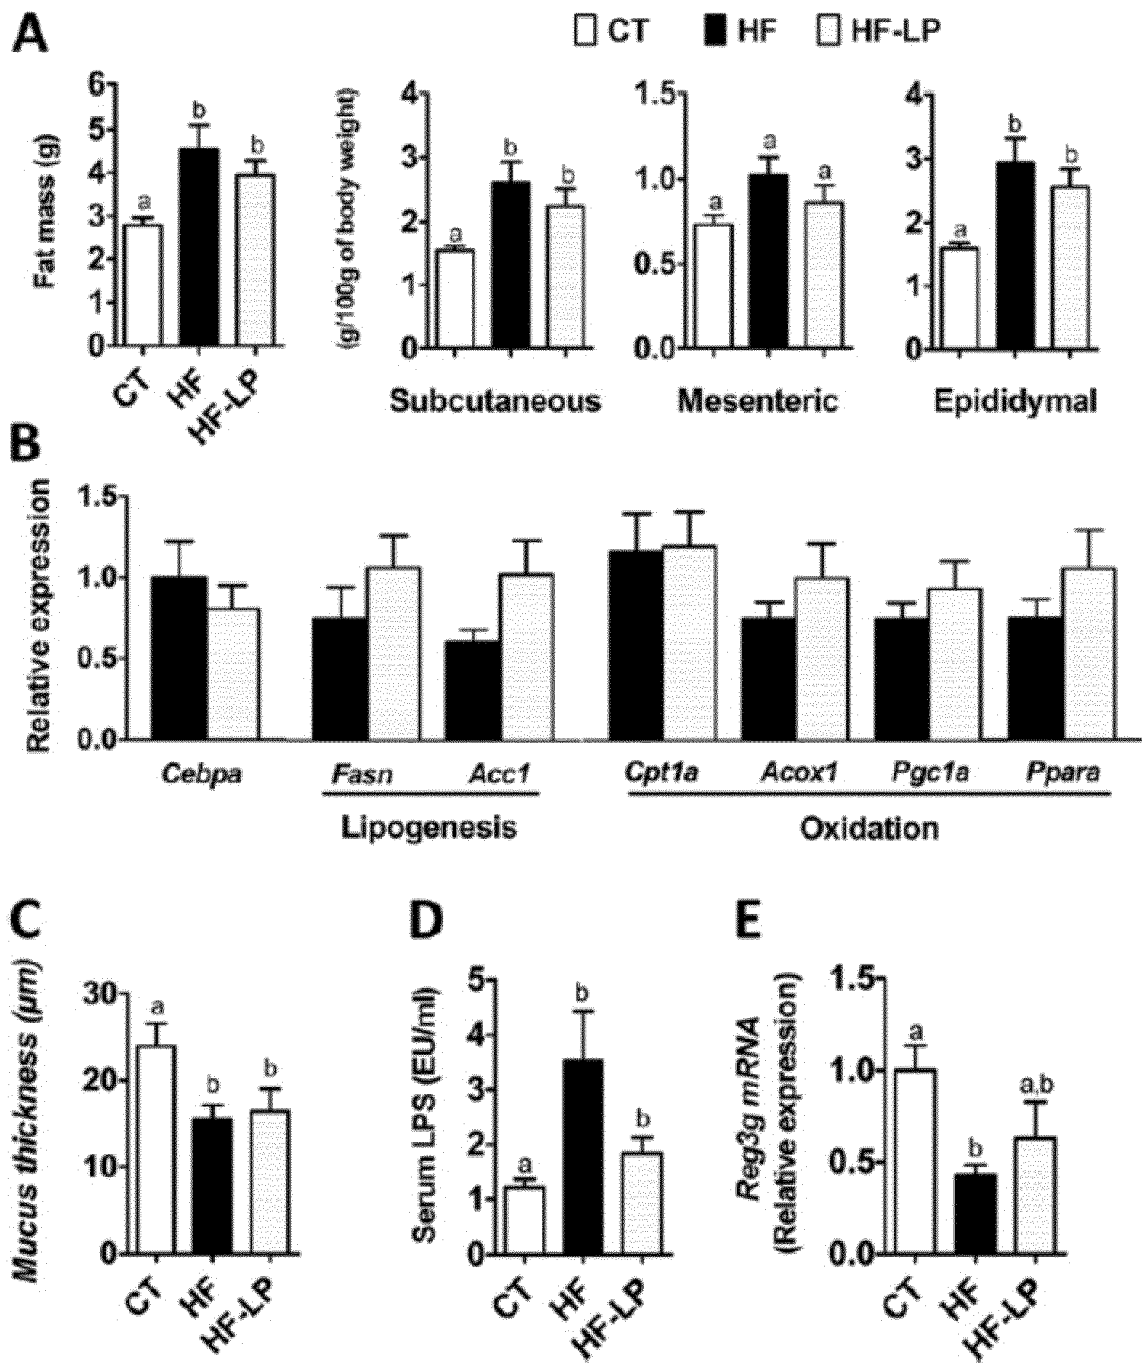 A
CT HF HF-LP
Fat mass (g)
6
5
4
3
2
1
0
b
b
a
CT HF HF-LP
(g/100g of body weight)
4
3
2
1
0
b
b
a
Subcutaneous
1.5
1.0
0.5
0.0
a
a
a
Mesenteric
4
3
2
1
0
b
b
a
Epididymal
B
Relative expression
1.5
1.0
0.5
0.0
Cebpa Fasn Acc1 Cpt1a Acox1 Pgc1a Ppara
Lipogenesis Oxidation
C
Mucus thickness (µm)
30
20
10
0
a
b
b
CT HF HF-LP
D
Serum LPS (EU/ml)
5
4
3
2
1
0
b
b
a
CT HF HF-LP
E
Reg3g mRNA
(Relative expression)
1.5
1.0
0.5
0.0
a
a,b
b
CT HF HF-LP